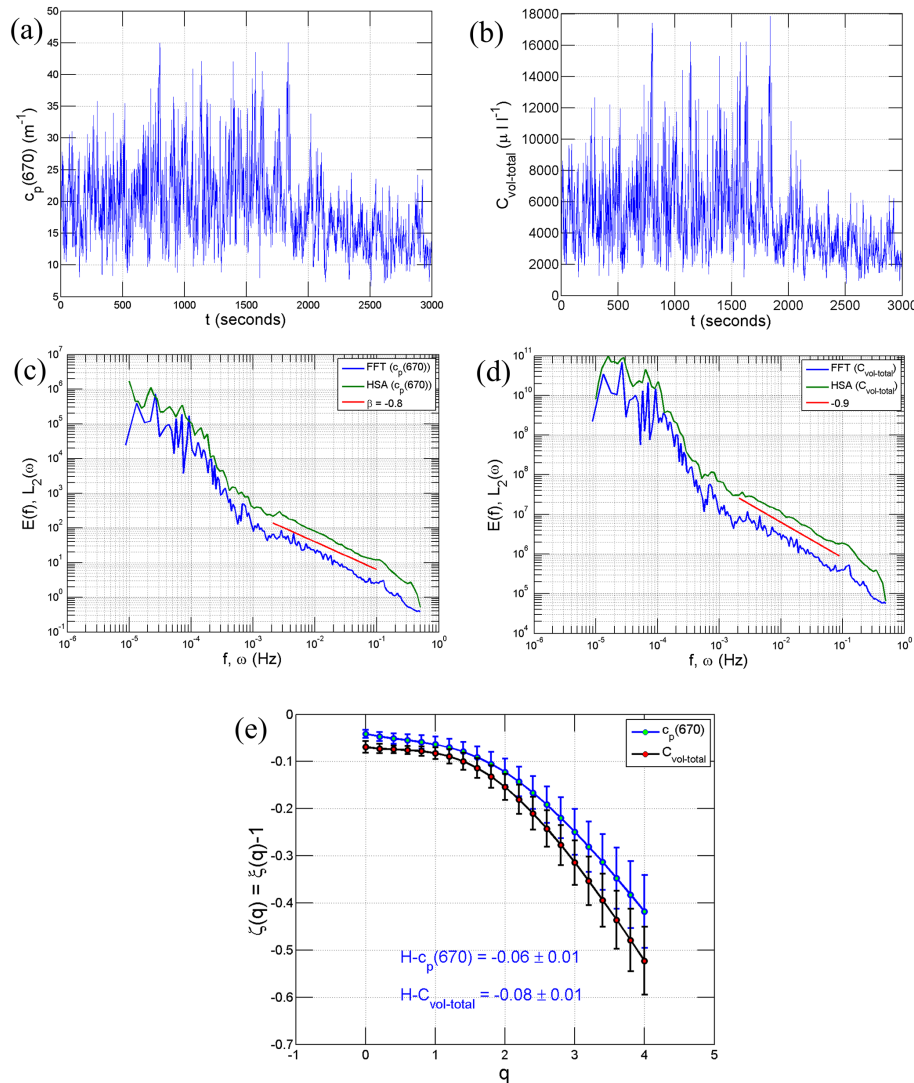 (a)
c_p(670) (m^-1)
50
45
40
35
30
25
20
15
10
5
0 500 1000 1500 2000 2500 3000
t (seconds)
(b)
C_vol-total (μ l l^-1)
18000
16000
14000
12000
10000
8000
6000
4000
2000
0
0 500 1000 1500 2000 2500 3000
t (seconds)
(c)
E(f), L_2(ω)
10^7
10^6
10^5
10^4
10^3
10^2
10^1
10^0
10^-1
10^-6 10^-5 10^-4 10^-3 10^-2 10^-1 10^0
f, ω (Hz)
FFT (c_p(670))
HSA (c_p(670))
β = -0.8
(d)
E(f), L_2(ω)
10^11
10^10
10^9
10^8
10^7
10^6
10^5
10^4
10^-6 10^-5 10^-4 10^-3 10^-2 10^-1 10^0
f, ω (Hz)
FFT (C_vol-total)
HSA (C_vol-total)
-0.9
(e)
ζ(q) = ξ(q)-1
0
-0.1
-0.2
-0.3
-0.4
-0.5
-0.6
-0.7
-1 0 1 2 3 4 5
q
c_p(670)
C_vol-total
H-c_p(670) = -0.06 ± 0.01
H-C_vol-total = -0.08 ± 0.01